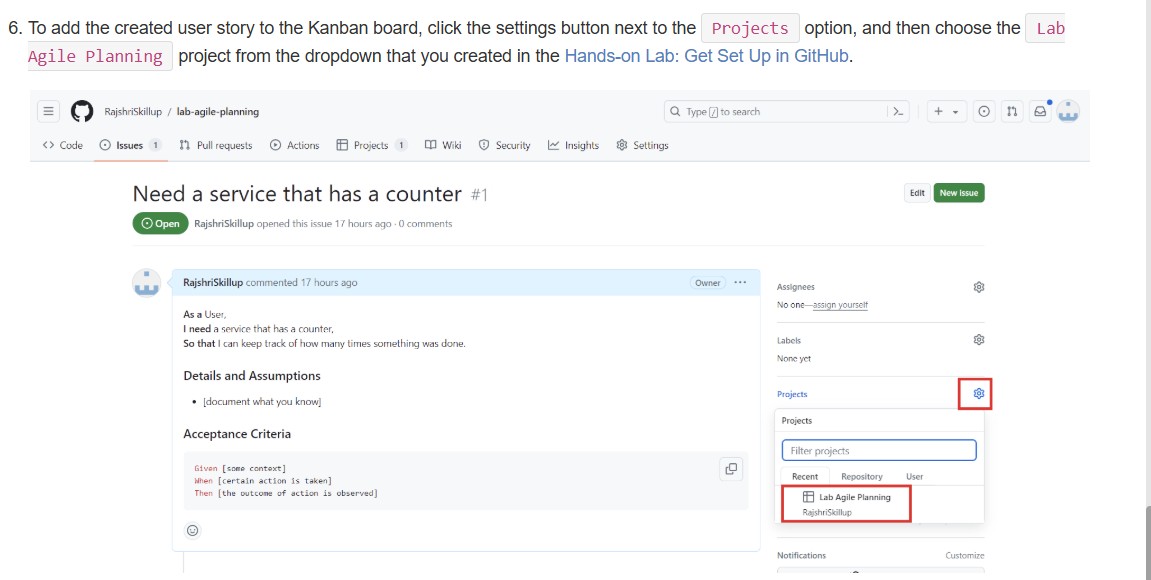 6. To add the created user story to the Kanban board, click the settings button next to the Projects option, and then choose the Lab
Agile Planning project from the dropdown that you created in the Hands-on Lab: Get Set Up in GitHub.
RajshriSkillup / lab-agile-planning
Type / to search
Code Issues 1 Pull requests Actions Projects 1 Wiki Security Insights Settings
Need a service that has a counter #1
Edit New issue
Open RajshriSkillup opened this issue 17 hours ago · 0 comments
RajshriSkillup commented 17 hours ago Owner ...
As a User,
I need a service that has a counter,
So that I can keep track of how many times something was done.
Details and Assumptions
• [document what you know]
Acceptance Criteria
Given [some context]
When [certain action is taken]
Then [the outcome of action is observed]
Assignees
No one—assign yourself
Labels
None yet
Projects
Projects
Filter projects
Recent Repository User
Lab Agile Planning
RajshriSkillup
Notifications Customize